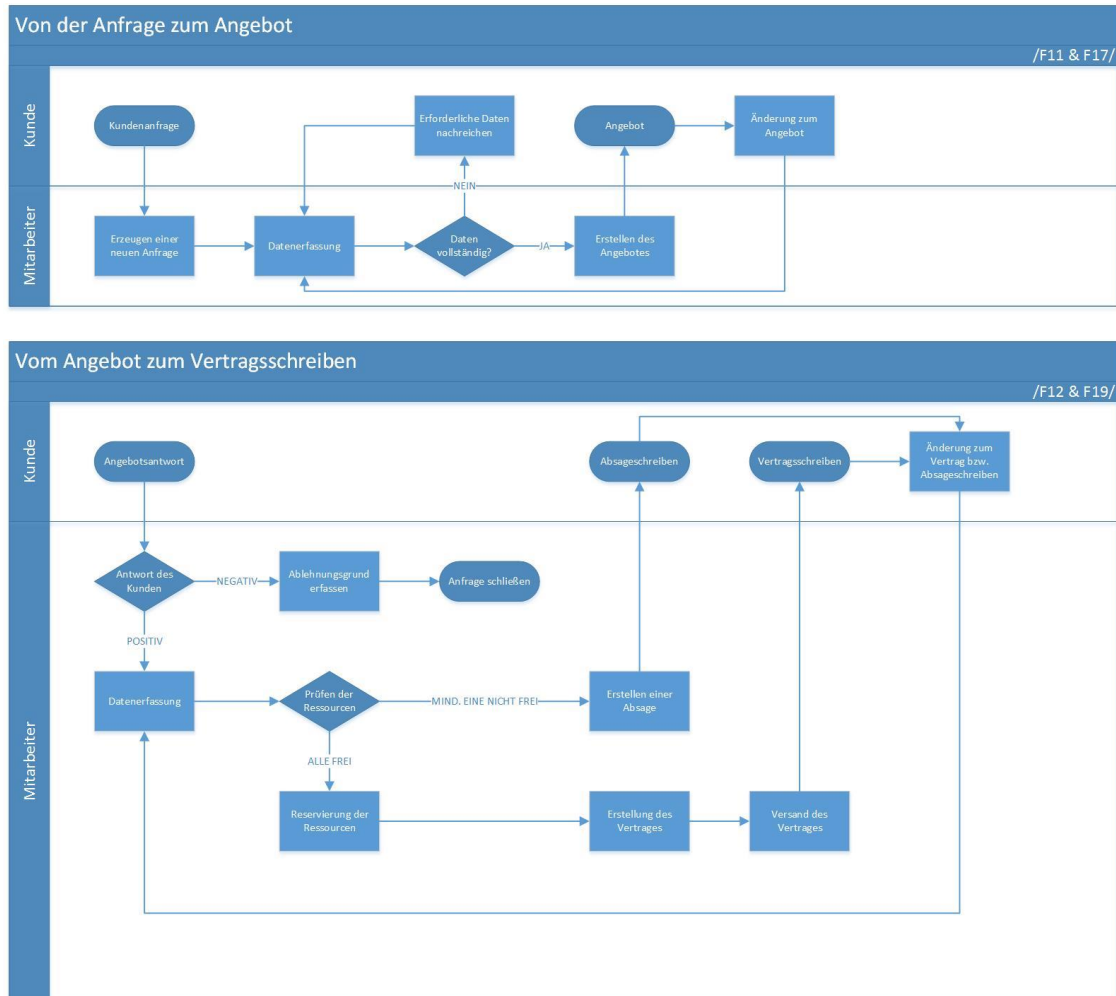 Von der Anfrage zum Angebot
/F11 & F17/
Kunde
Kundenanfrage
Erforderliche Daten
nachreichen
Angebot
Änderung zum
Angebot
NEIN
Mitarbeiter
Erzeugen einer
neuen Anfrage
Datenerfassung
Daten
vollständig?
JA
Erstellen des
Angebotes
Vom Angebot zum Vertragsschreiben
/F12 & F19/
Kunde
Angebotsantwort
Absageschreiben
Vertragsschreiben
Änderung zum
Vertrag bzw.
Absageschreiben
Mitarbeiter
Antwort des
Kunden
NEGATIV
Ablehnungsgrund
erfassen
Anfrage schließen
POSITIV
Datenerfassung
Prüfen der
Ressourcen
MIND. EINE NICHT FREI
Erstellen einer
Absage
ALLE FREI
Reservierung der
Ressourcen
Erstellung des
Vertrages
Versand des
Vertrages